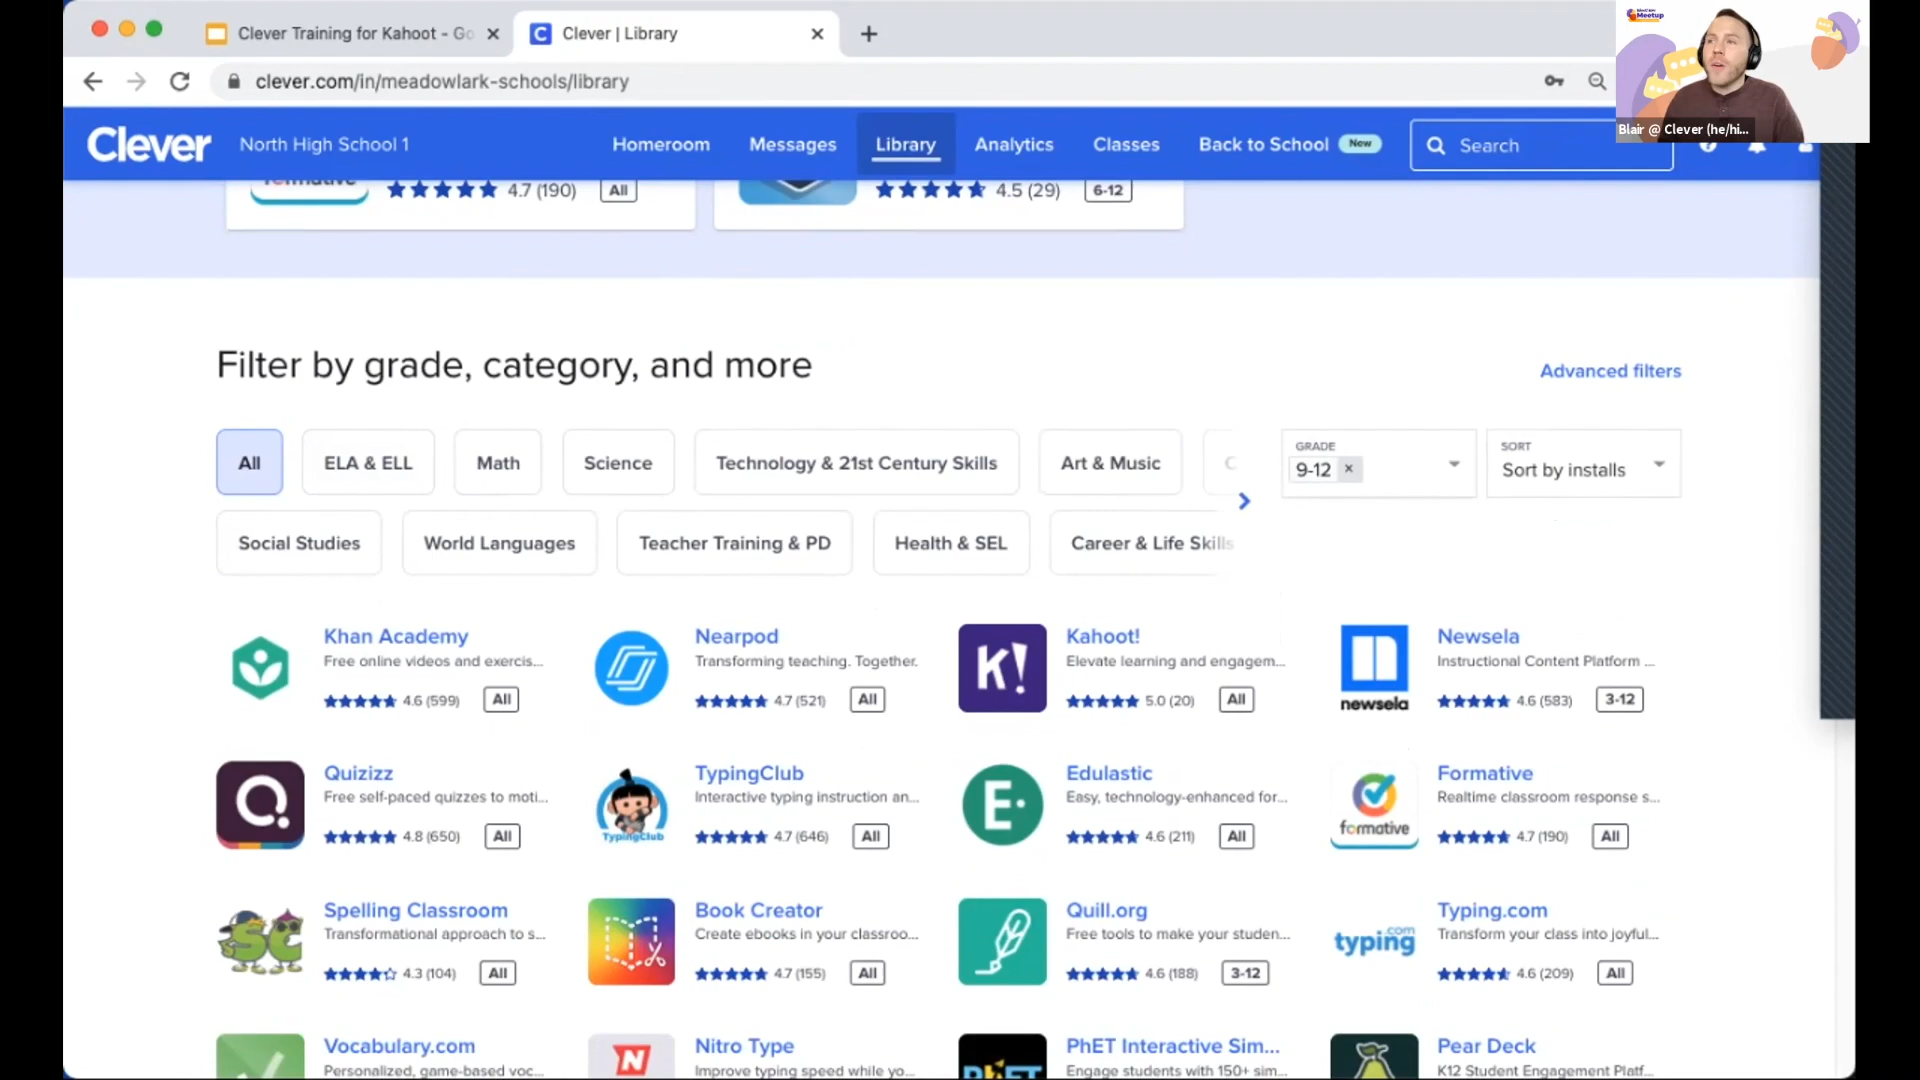 Clever Training for Kahoot - Go
Clever | Library
clever.com/in/meadowlark-schools/library
Meetup
Blair @ Clever (he/hi...
Clever
North High School 1
Homeroom
Messages
Library
Analytics
Classes
Back to School
New
Search
formative
4.7 (190)
All
4.5 (29)
6-12
Filter by grade, category, and more
Advanced filters
All
ELA & ELL
Math
Science
Technology & 21st Century Skills
Art & Music
C
GRADE
9-12 ×
SORT
Sort by installs
Social Studies
World Languages
Teacher Training & PD
Health & SEL
Career & Life Skills
Khan Academy
Free online videos and exercis...
4.6 (599)
All
Nearpod
Transforming teaching. Together.
4.7 (521)
All
K!
Kahoot!
Elevate learning and engagem...
5.0 (20)
All
newsela
Newsela
Instructional Content Platform ...
4.6 (583)
3-12
Quizizz
Free self-paced quizzes to moti...
4.8 (650)
All
TypingClub
TypingClub
Interactive typing instruction an...
4.7 (646)
All
E
Edulastic
Easy, technology-enhanced for...
4.6 (211)
All
formative
Formative
Realtime classroom response s...
4.7 (190)
All
SC
Spelling Classroom
Transformational approach to s...
4.3 (104)
All
Book Creator
Create ebooks in your classroo...
4.7 (155)
All
Quill.org
Free tools to make your studen...
4.6 (188)
3-12
typing.com
Typing.com
Transform your class into joyful...
4.6 (209)
All
Vocabulary.com
Personalized, game-based voc...
N
Nitro Type
Improve typing speed while yo...
PhET
PhET Interactive Sim...
Engage students with 150+ sim...
Pear Deck
K12 Student Engagement Platf...